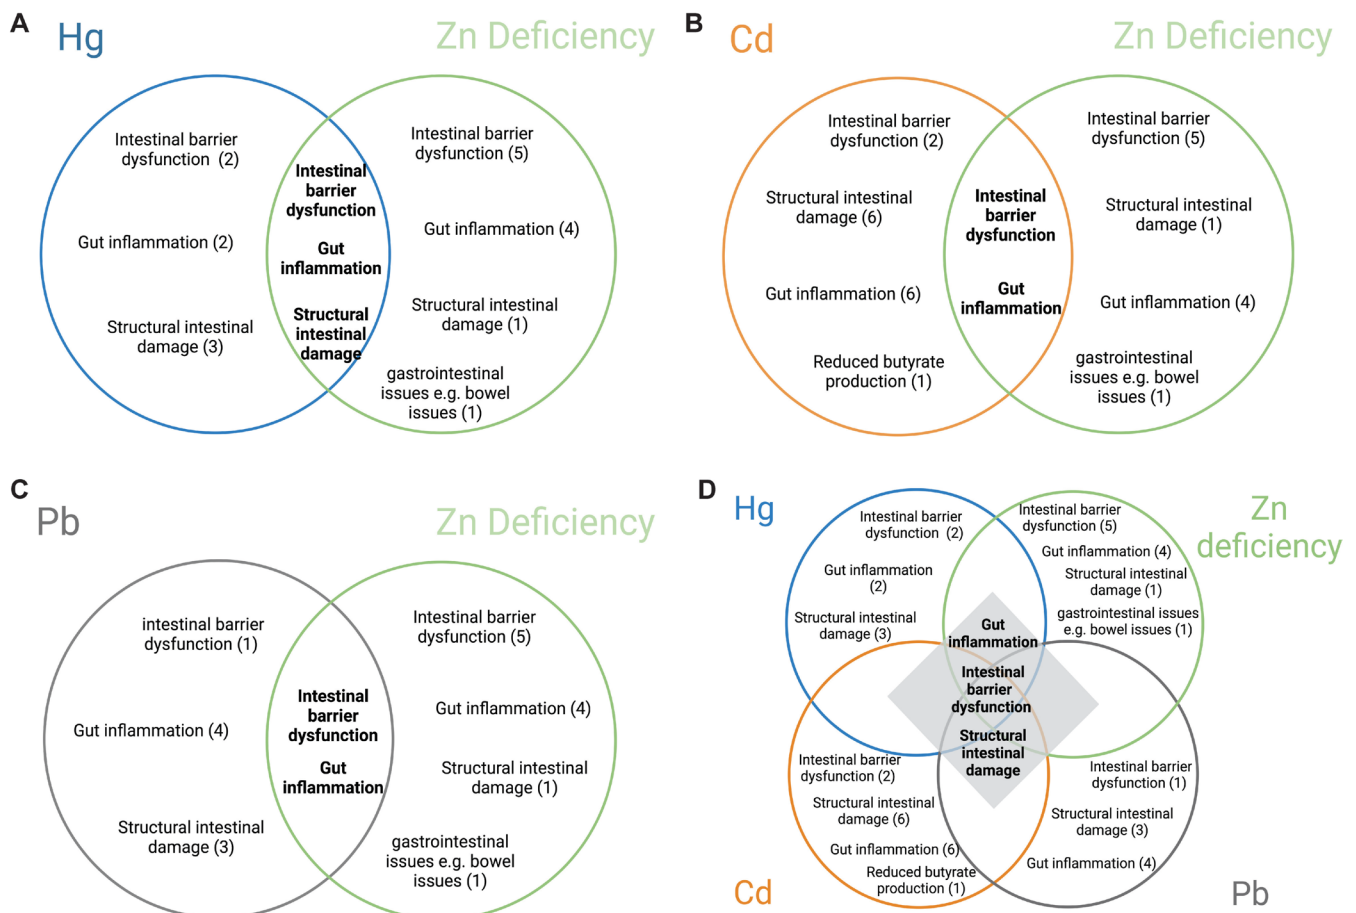 A
Hg
Zn Deficiency
Intestinal barrier
dysfunction (2)
Gut inflammation (2)
Structural intestinal
damage (3)
Intestinal
barrier
dysfunction
Gut
inflammation
Structural
intestinal
damage
Intestinal barrier
dysfunction (5)
Gut inflammation (4)
Structural intestinal
damage (1)
gastrointestinal
issues e.g. bowel
issues (1)
B
Cd
Zn Deficiency
Intestinal barrier
dysfunction (2)
Structural intestinal
damage (6)
Gut inflammation (6)
Reduced butyrate
production (1)
Intestinal
barrier
dysfunction
Gut
inflammation
Intestinal barrier
dysfunction (5)
Structural intestinal
damage (1)
Gut inflammation (4)
gastrointestinal
issues e.g. bowel
issues (1)
C
Pb
Zn Deficiency
intestinal barrier
dysfunction (1)
Gut inflammation (4)
Structural intestinal
damage (3)
Intestinal
barrier
dysfunction
Gut
inflammation
Intestinal barrier
dysfunction (5)
Gut inflammation (4)
Structural intestinal
damage (1)
gastrointestinal
issues e.g. bowel
issues (1)
D
Hg
Zn
deficiency
Intestinal barrier
dysfunction (2)
Gut inflammation
(2)
Structural intestinal
damage (3)
Intestinal barrier
dysfunction (5)
Gut inflammation (4)
Structural intestinal
damage (1)
gastrointestinal issues
e.g. bowel issues (1)
Gut
inflammation
Intestinal
barrier
dysfunction
Structural
intestinal
damage
Intestinal barrier
dysfunction (2)
Structural intestinal
damage (6)
Gut inflammation (6)
Reduced butyrate
production (1)
Intestinal barrier
dysfunction (1)
Structural intestinal
damage (3)
Gut inflammation (4)
Cd
Pb